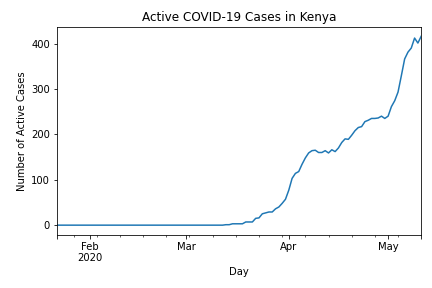 Active COVID-19 Cases in Kenya
Number of Active Cases
400
300
200
100
0
Feb
2020
Mar
Apr
May
Day